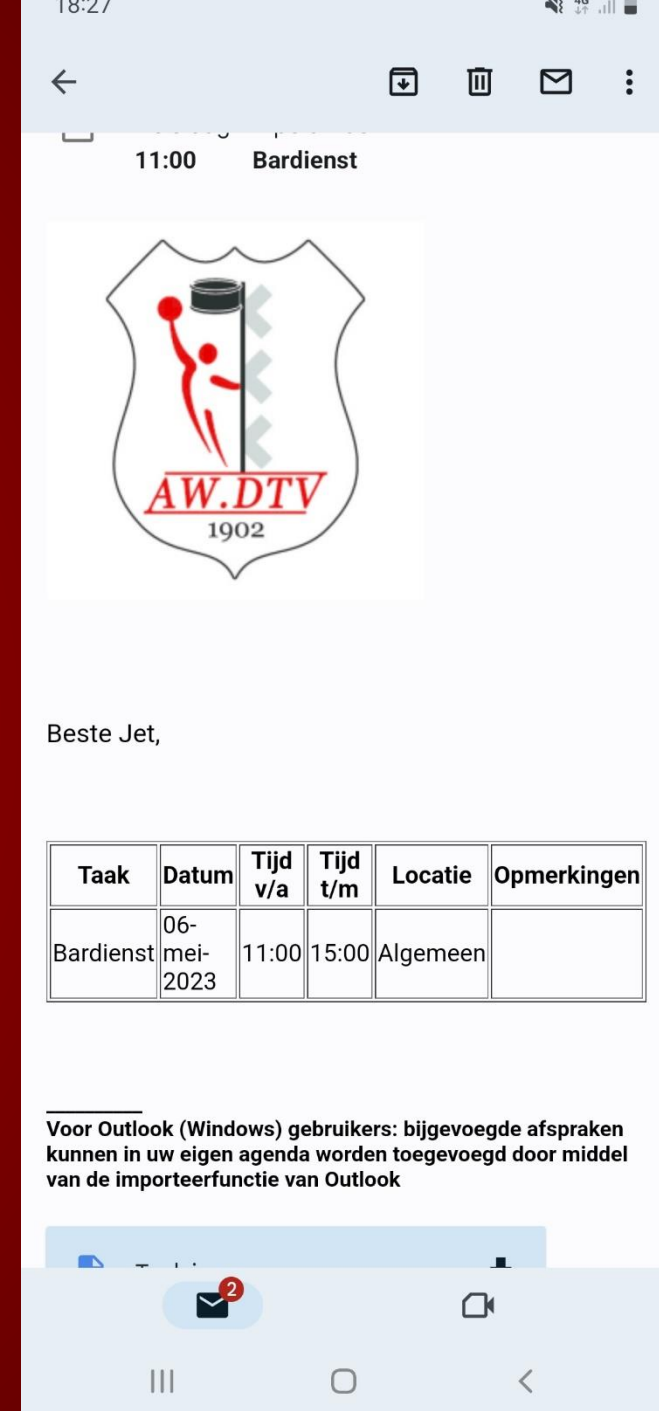 18:27
4G
11:00 Bardienst
AW.DTV
1902
Beste Jet,
Taak Datum Tijd v/a Tijd t/m Locatie Opmerkingen
Bardienst 06-mei-2023 11:00 15:00 Algemeen
Voor Outlook (Windows) gebruikers: bijgevoegde afspraken
kunnen in uw eigen agenda worden toegevoegd door middel
van de importeerfunctie van Outlook
2